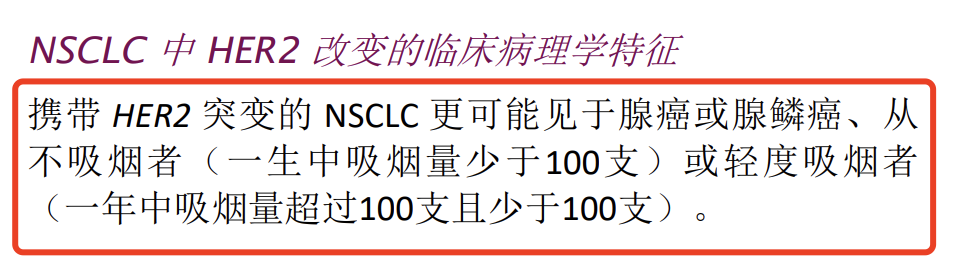 NSCLC 中 HER2 改变的临床病理学特征
携带 HER2 突变的 NSCLC 更可能见于腺癌或腺鳞癌、从
不吸烟者（一生中吸烟量少于100支）或轻度吸烟者
（一年中吸烟量超过100支且少于100支）。